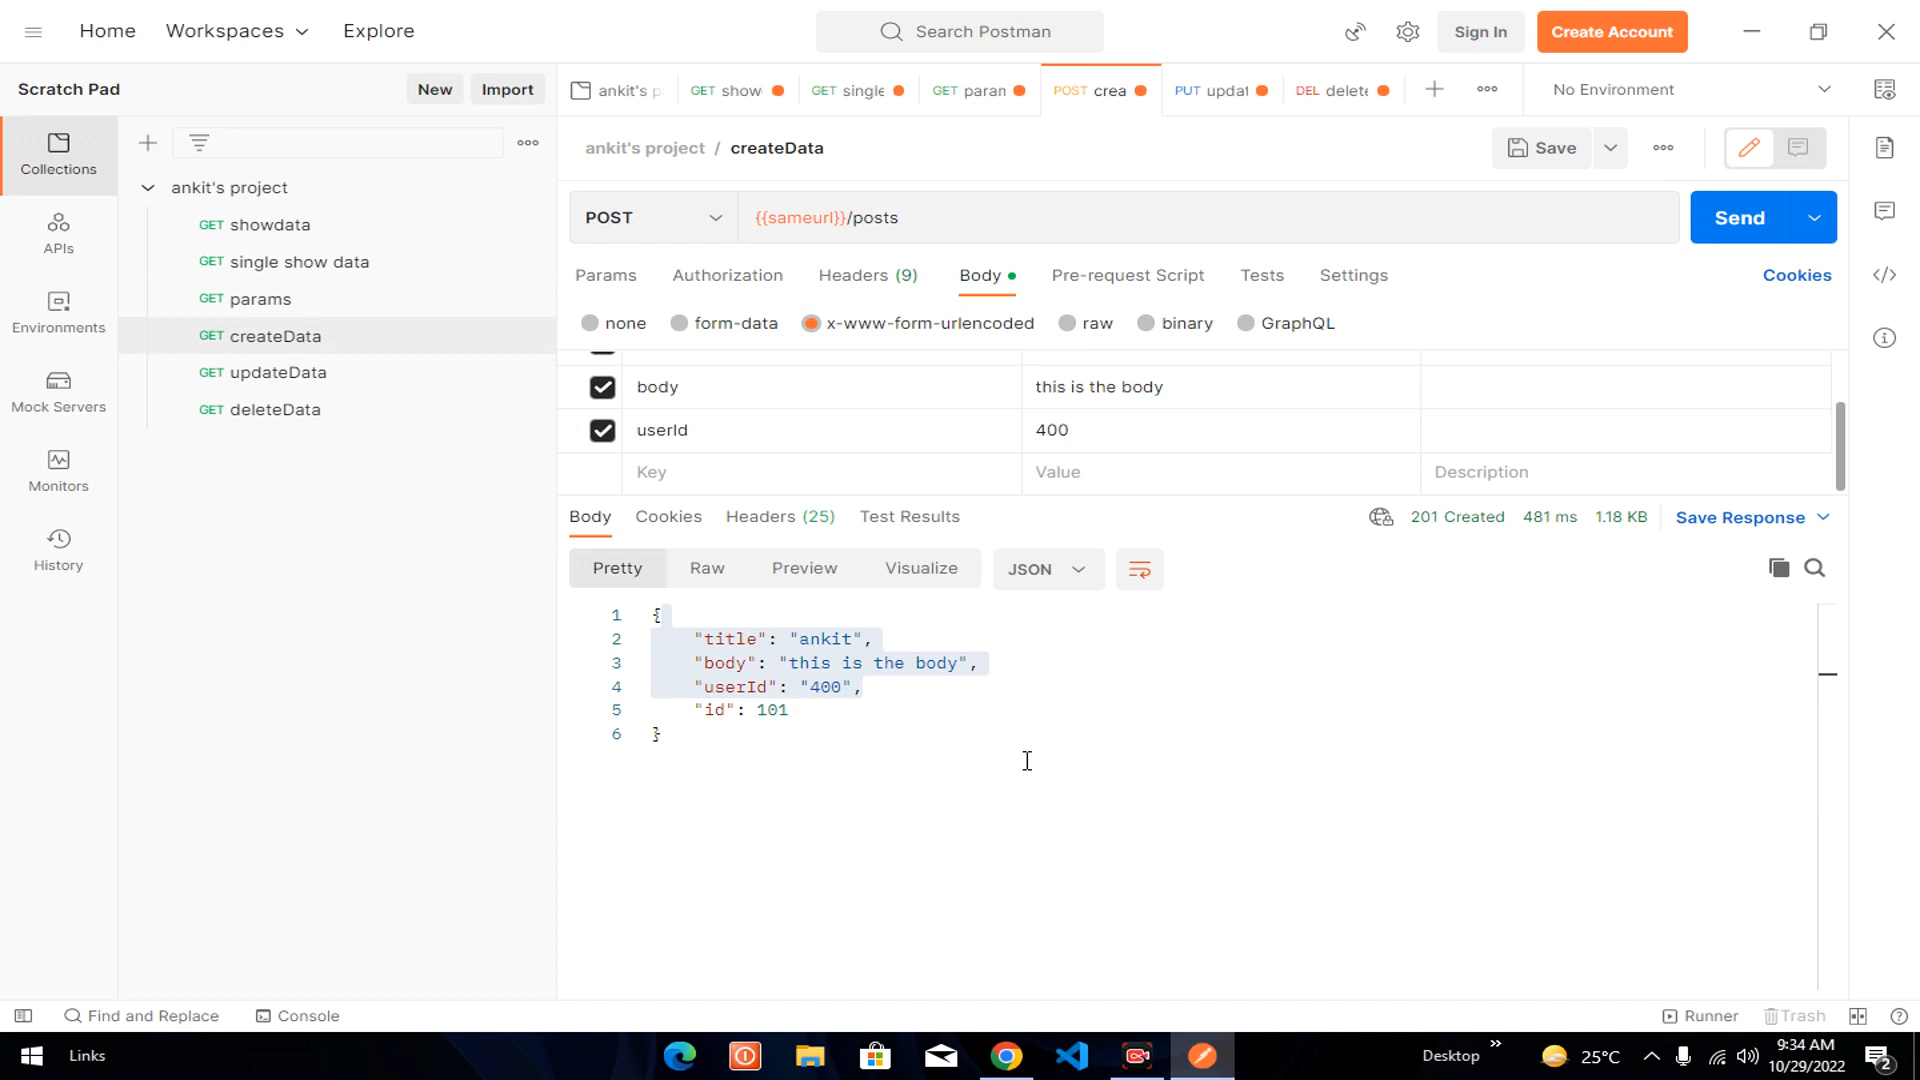 Home Workspaces Explore Search Postman Sign In Create Account
Scratch Pad New Import ankit's p GET show GET single GET paran POST crea PUT updat DEL delete No Environment
Collections
APIs
Environments
Mock Servers
Monitors
History
ankit's project
GET showdata
GET single show data
GET params
GET createData
GET updateData
GET deleteData
ankit's project / createData Save
POST {{sameurl}}/posts Send
Params Authorization Headers (9) Body Pre-request Script Tests Settings Cookies
none form-data x-www-form-urlencoded raw binary GraphQL
body this is the body
userId 400
Key Value Description
Body Cookies Headers (25) Test Results 201 Created 481 ms 1.18 KB Save Response
Pretty Raw Preview Visualize JSON
1 {
2 "title": "ankit",
3 "body": "this is the body",
4 "userId": "400",
5 "id": 101
6 }
Find and Replace Console Runner Trash
Links Desktop 25°C 9:34 AM
10/29/2022 2